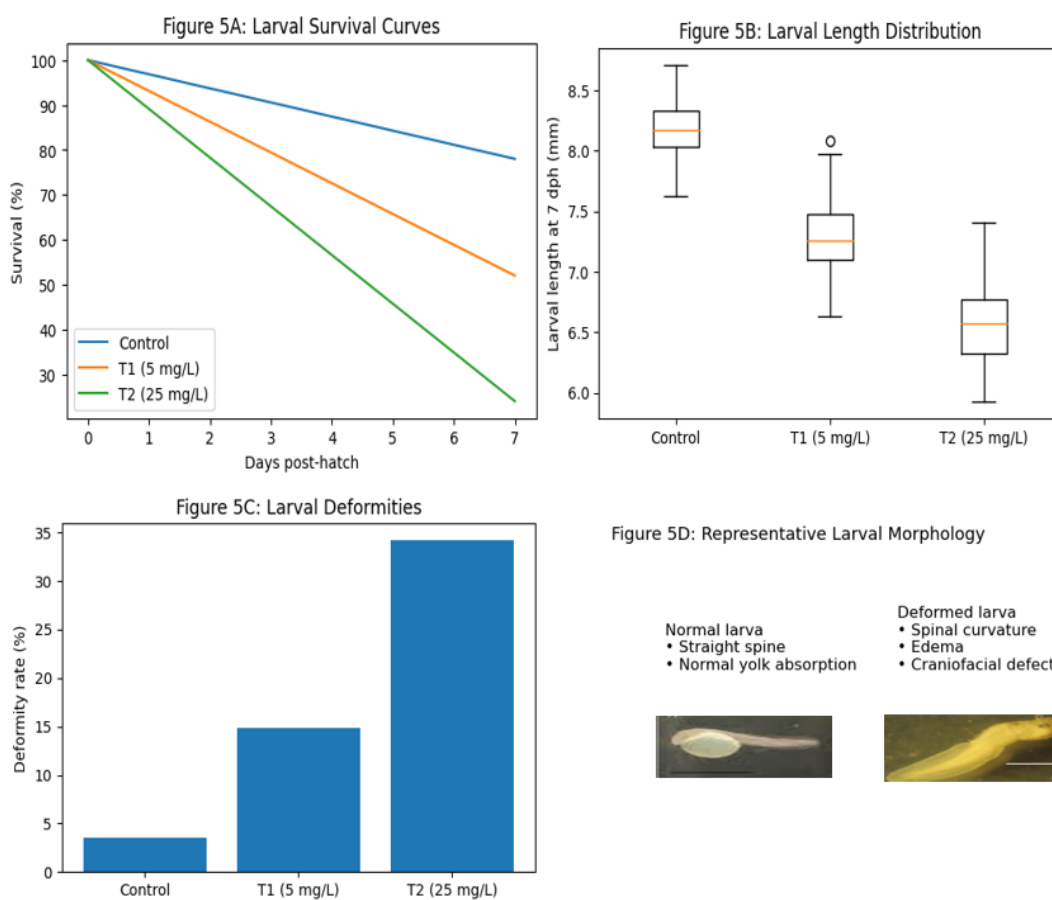 Figure 5A: Larval Survival Curves
Survival (%)
100
90
80
70
60
50
40
30
Control
T1 (5 mg/L)
T2 (25 mg/L)
0 1 2 3 4 5 6 7
Days post-hatch
Figure 5B: Larval Length Distribution
Larval length at 7 dph (mm)
8.5
8.0
7.5
7.0
6.5
6.0
Control T1 (5 mg/L) T2 (25 mg/L)
Figure 5C: Larval Deformities
Deformity rate (%)
35
30
25
20
15
10
5
0
Control T1 (5 mg/L) T2 (25 mg/L)
Figure 5D: Representative Larval Morphology
Normal larva
• Straight spine
• Normal yolk absorption
Deformed larva
• Spinal curvature
• Edema
• Craniofacial defect